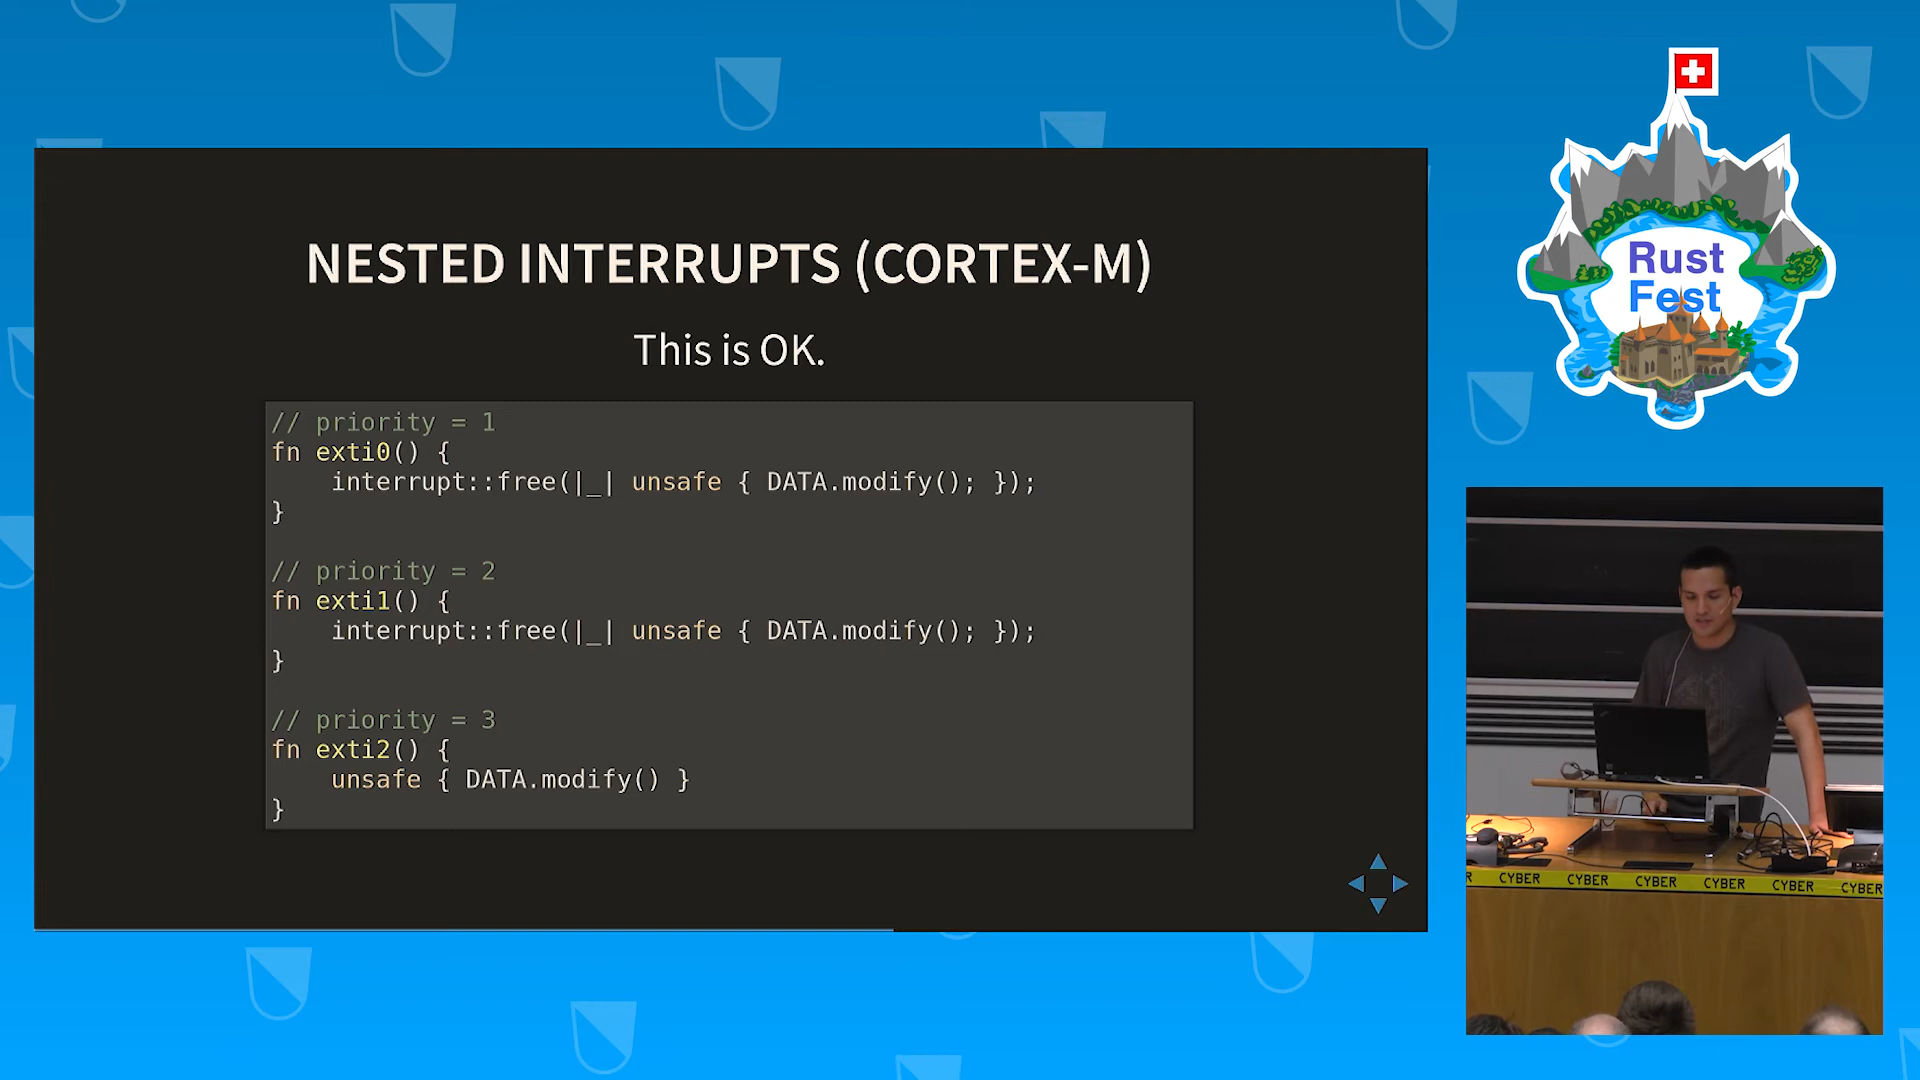 NESTED INTERRUPTS (CORTEX-M)
This is OK.
// priority = 1
fn exti0() {
    interrupt::free(|_| unsafe { DATA.modify(); });
}
// priority = 2
fn exti1() {
    interrupt::free(|_| unsafe { DATA.modify(); });
}
// priority = 3
fn exti2() {
    unsafe { DATA.modify() }
}
Rust
Fest
R CYBER CYBER CYBER CYBER CYBER CYBER